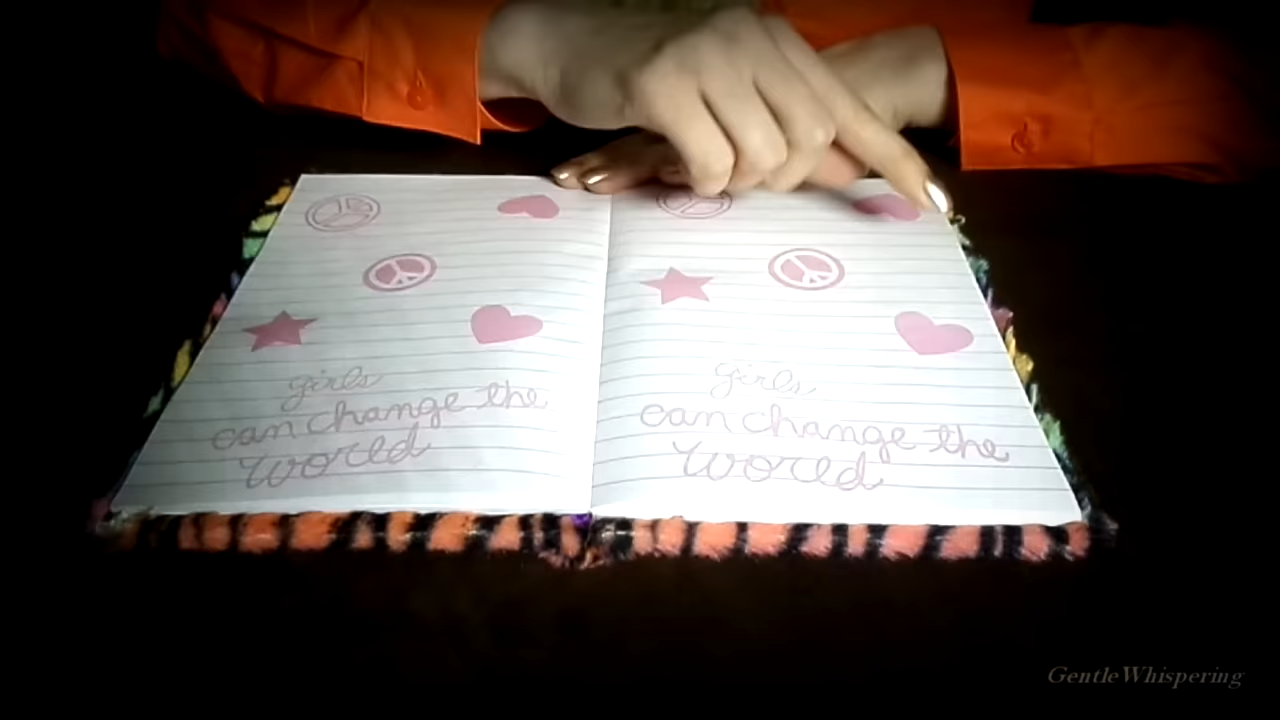 girls
can change the
world
girls
can change the
world
GentleWhispering